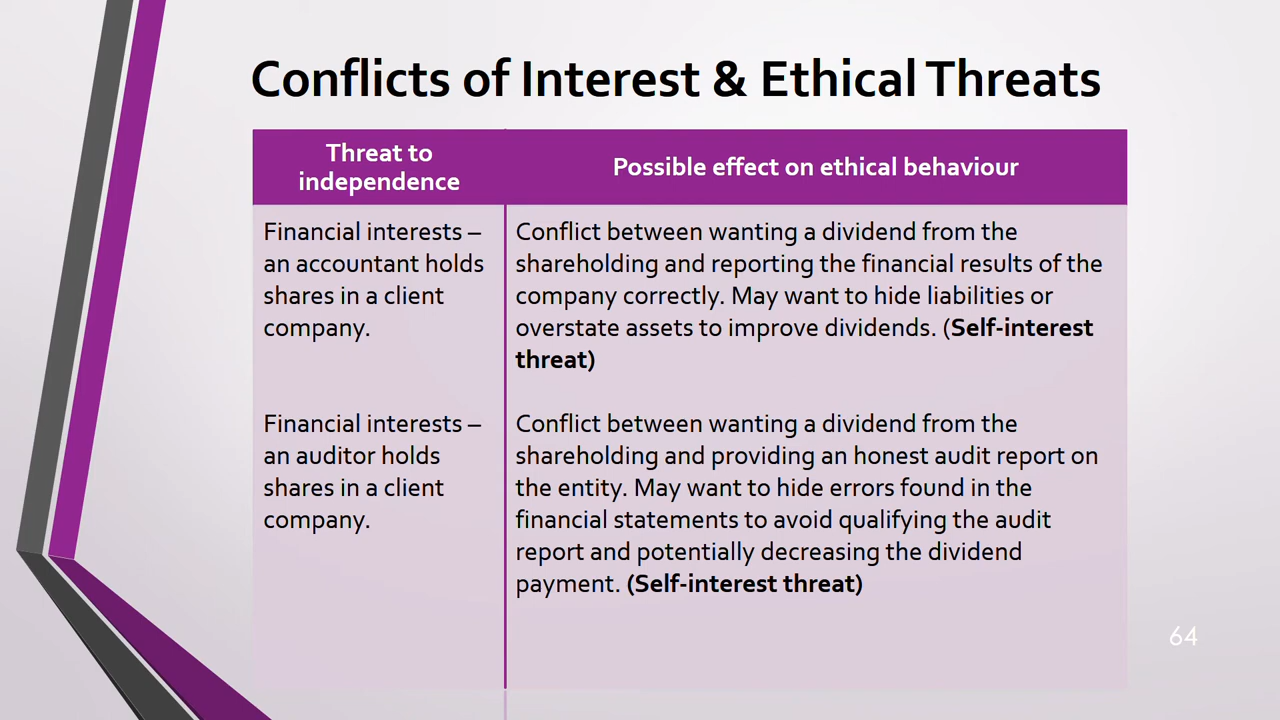 Conflicts of Interest & Ethical Threats
Threat to
independence
Possible effect on ethical behaviour
Financial interests –
an accountant holds
shares in a client
company.
Conflict between wanting a dividend from the
shareholding and reporting the financial results of the
company correctly. May want to hide liabilities or
overstate assets to improve dividends. (Self-interest
threat)
Financial interests –
an auditor holds
shares in a client
company.
Conflict between wanting a dividend from the
shareholding and providing an honest audit report on
the entity. May want to hide errors found in the
financial statements to avoid qualifying the audit
report and potentially decreasing the dividend
payment. (Self-interest threat)
64